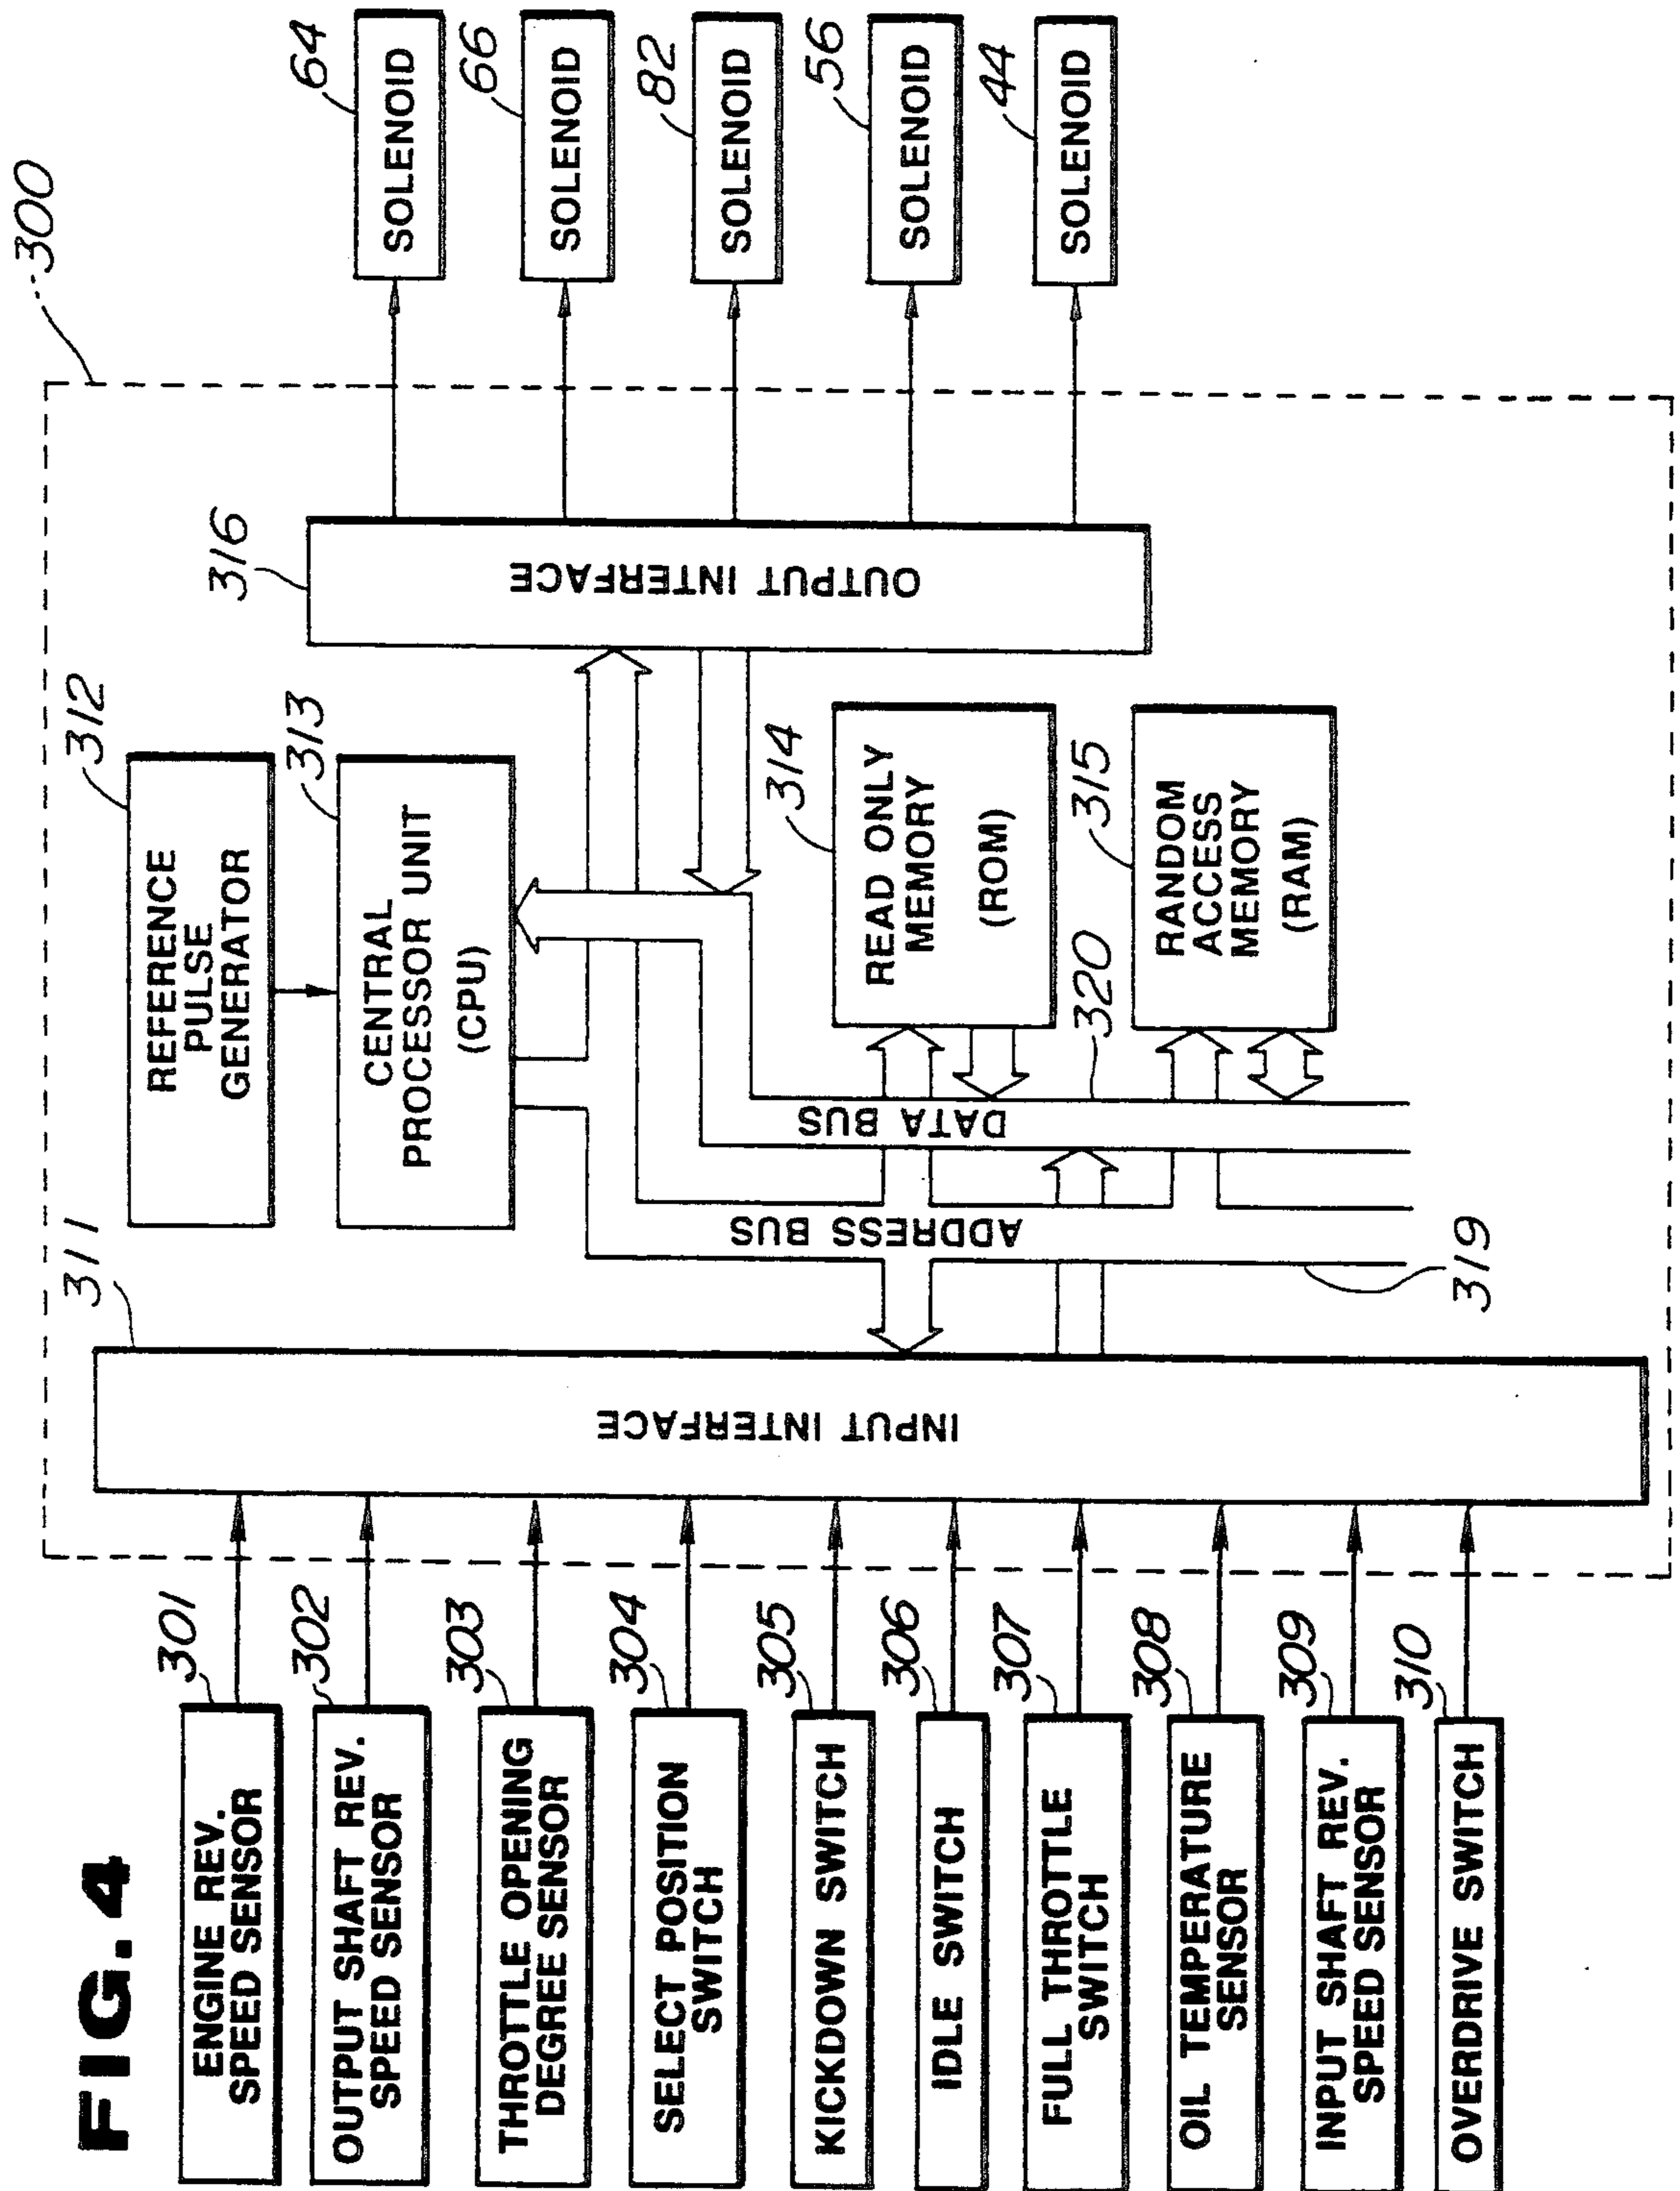 FIG.4
300
301
ENGINE REV.
SPEED SENSOR
302
OUTPUT SHAFT REV.
SPEED SENSOR
303
THROTTLE OPENING
DEGREE SENSOR
304
SELECT POSITION
SWITCH
305
KICKDOWN SWITCH
306
IDLE SWITCH
307
FULL THROTTLE
SWITCH
308
OIL TEMPERATURE
SENSOR
309
INPUT SHAFT REV.
SPEED SENSOR
310
OVERDRIVE SWITCH
311
INPUT INTERFACE
312
REFERENCE
PULSE
GENERATOR
313
CENTRAL
PROCESSOR UNIT
(CPU)
ADDRESS BUS
319
DATA BUS
320
314
READ ONLY
MEMORY
(ROM)
315
RANDOM
ACCESS
MEMORY
(RAM)
316
OUTPUT INTERFACE
64
SOLENOID
66
SOLENOID
82
SOLENOID
56
SOLENOID
44
SOLENOID